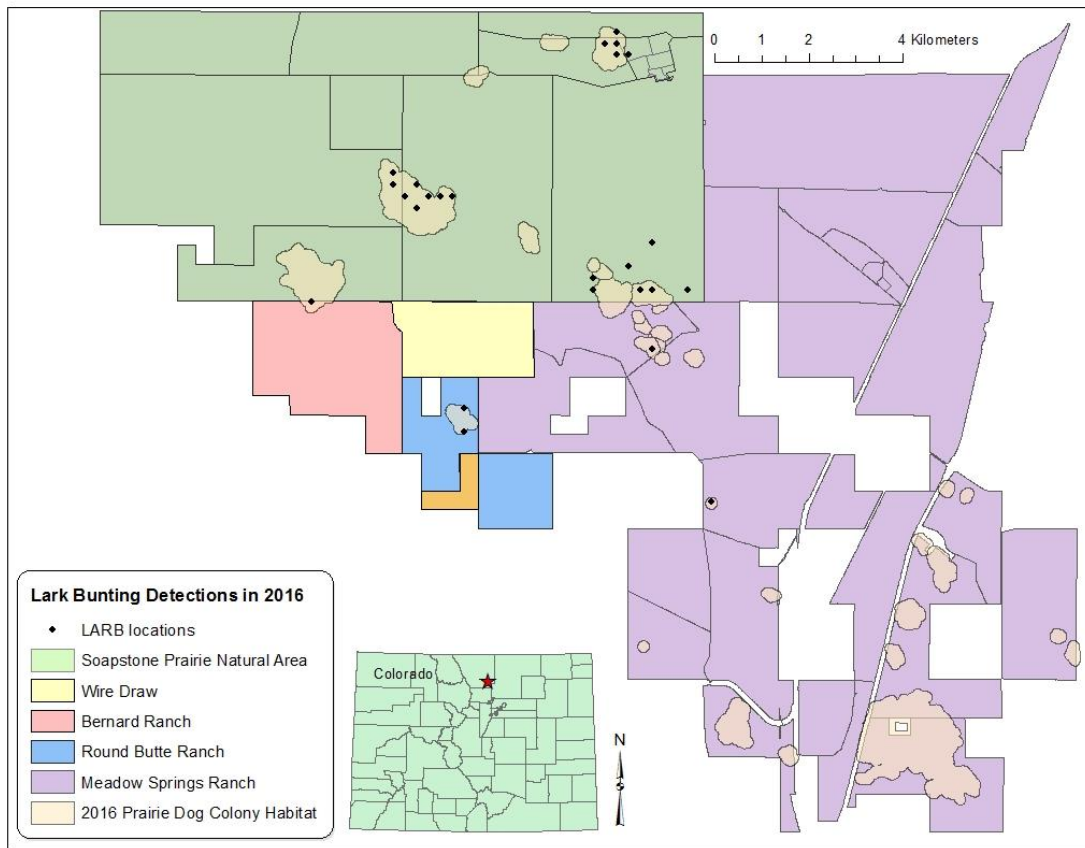 0 1 2 4 Kilometers
Lark Bunting Detections in 2016
LARB locations
Soapstone Prairie Natural Area
Wire Draw
Bernard Ranch
Round Butte Ranch
Meadow Springs Ranch
2016 Prairie Dog Colony Habitat
Colorado
N